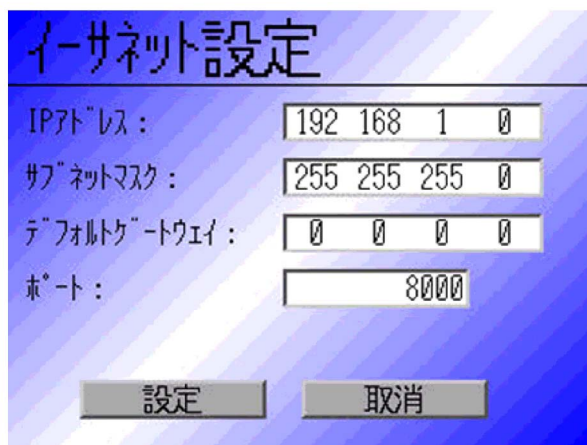 イーサネット設定
IPアドレス： 192 168 1 0
サブネットマスク： 255 255 255 0
デフォルトゲートウェイ： 0 0 0 0
ポート： 8000
設定 取消